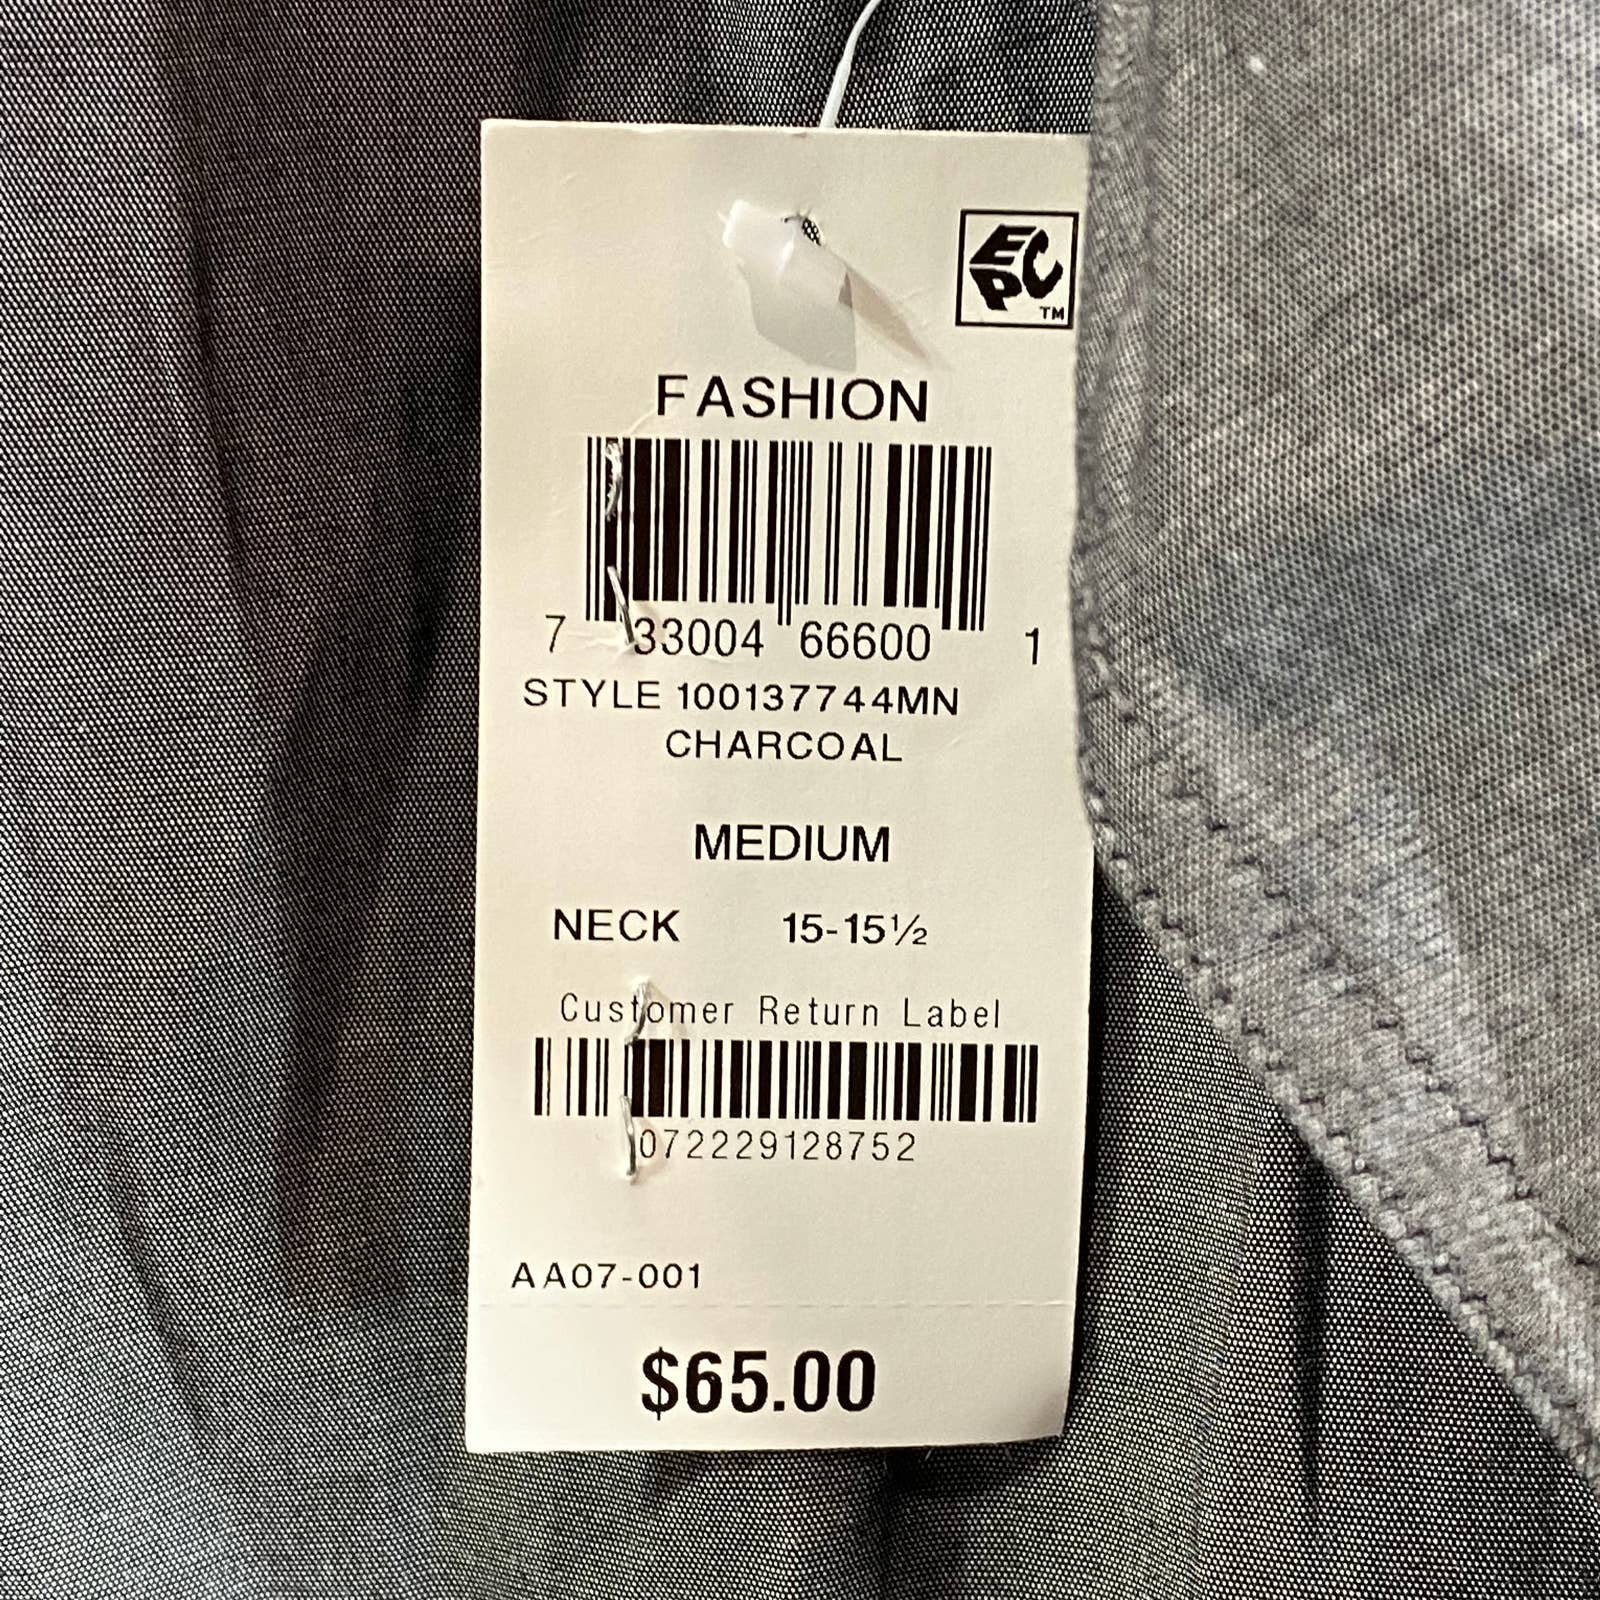 EPC
TM
FASHION
7 33004 66600 1
STYLE 100137744MN
CHARCOAL
MEDIUM
NECK 15-15½
Customer Return Label
072229128752
AA07-001
$65.00